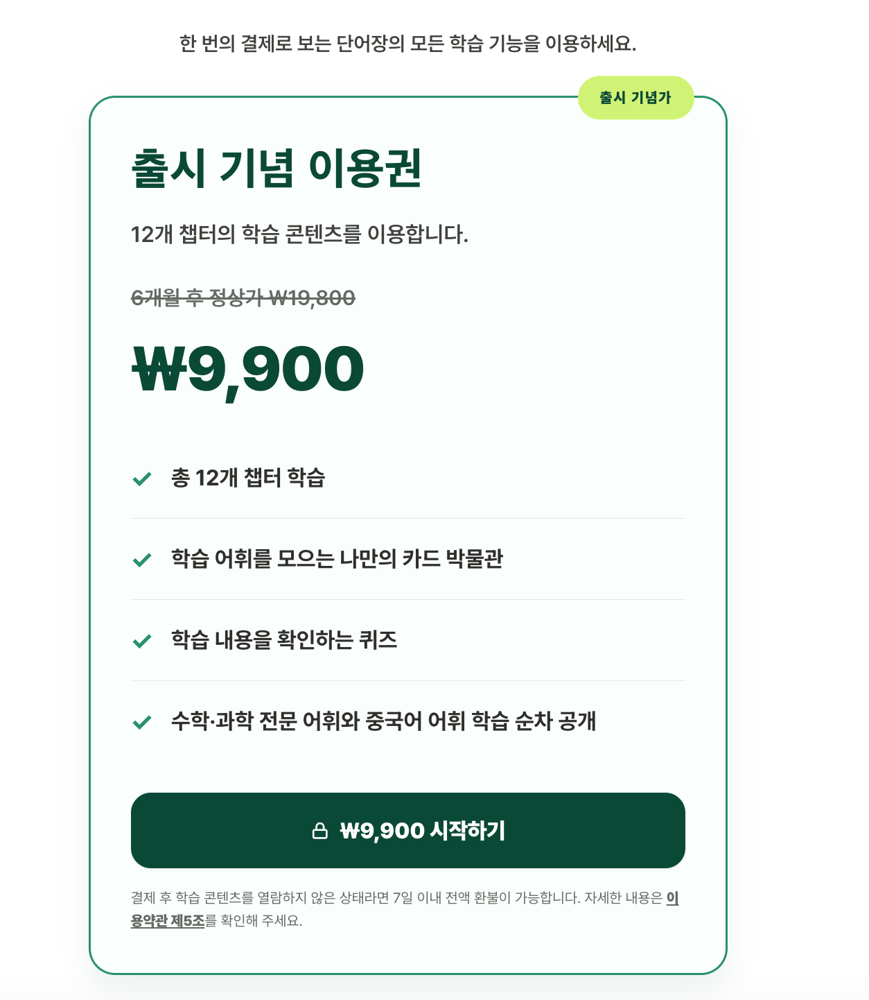 한 번의 결제로 보는 단어장의 모든 학습 기능을 이용하세요.
출시 기념가
출시 기념 이용권
12개 챕터의 학습 콘텐츠를 이용합니다.
6개월 후 정상가 ₩19,800
₩9,900
총 12개 챕터 학습
학습 어휘를 모으는 나만의 카드 박물관
학습 내용을 확인하는 퀴즈
수학·과학 전문 어휘와 중국어 어휘 학습 순차 공개
₩9,900 시작하기
결제 후 학습 콘텐츠를 열람하지 않은 상태라면 7일 이내 전액 환불이 가능합니다. 자세한 내용은 이
용약관 제5조를 확인해 주세요.